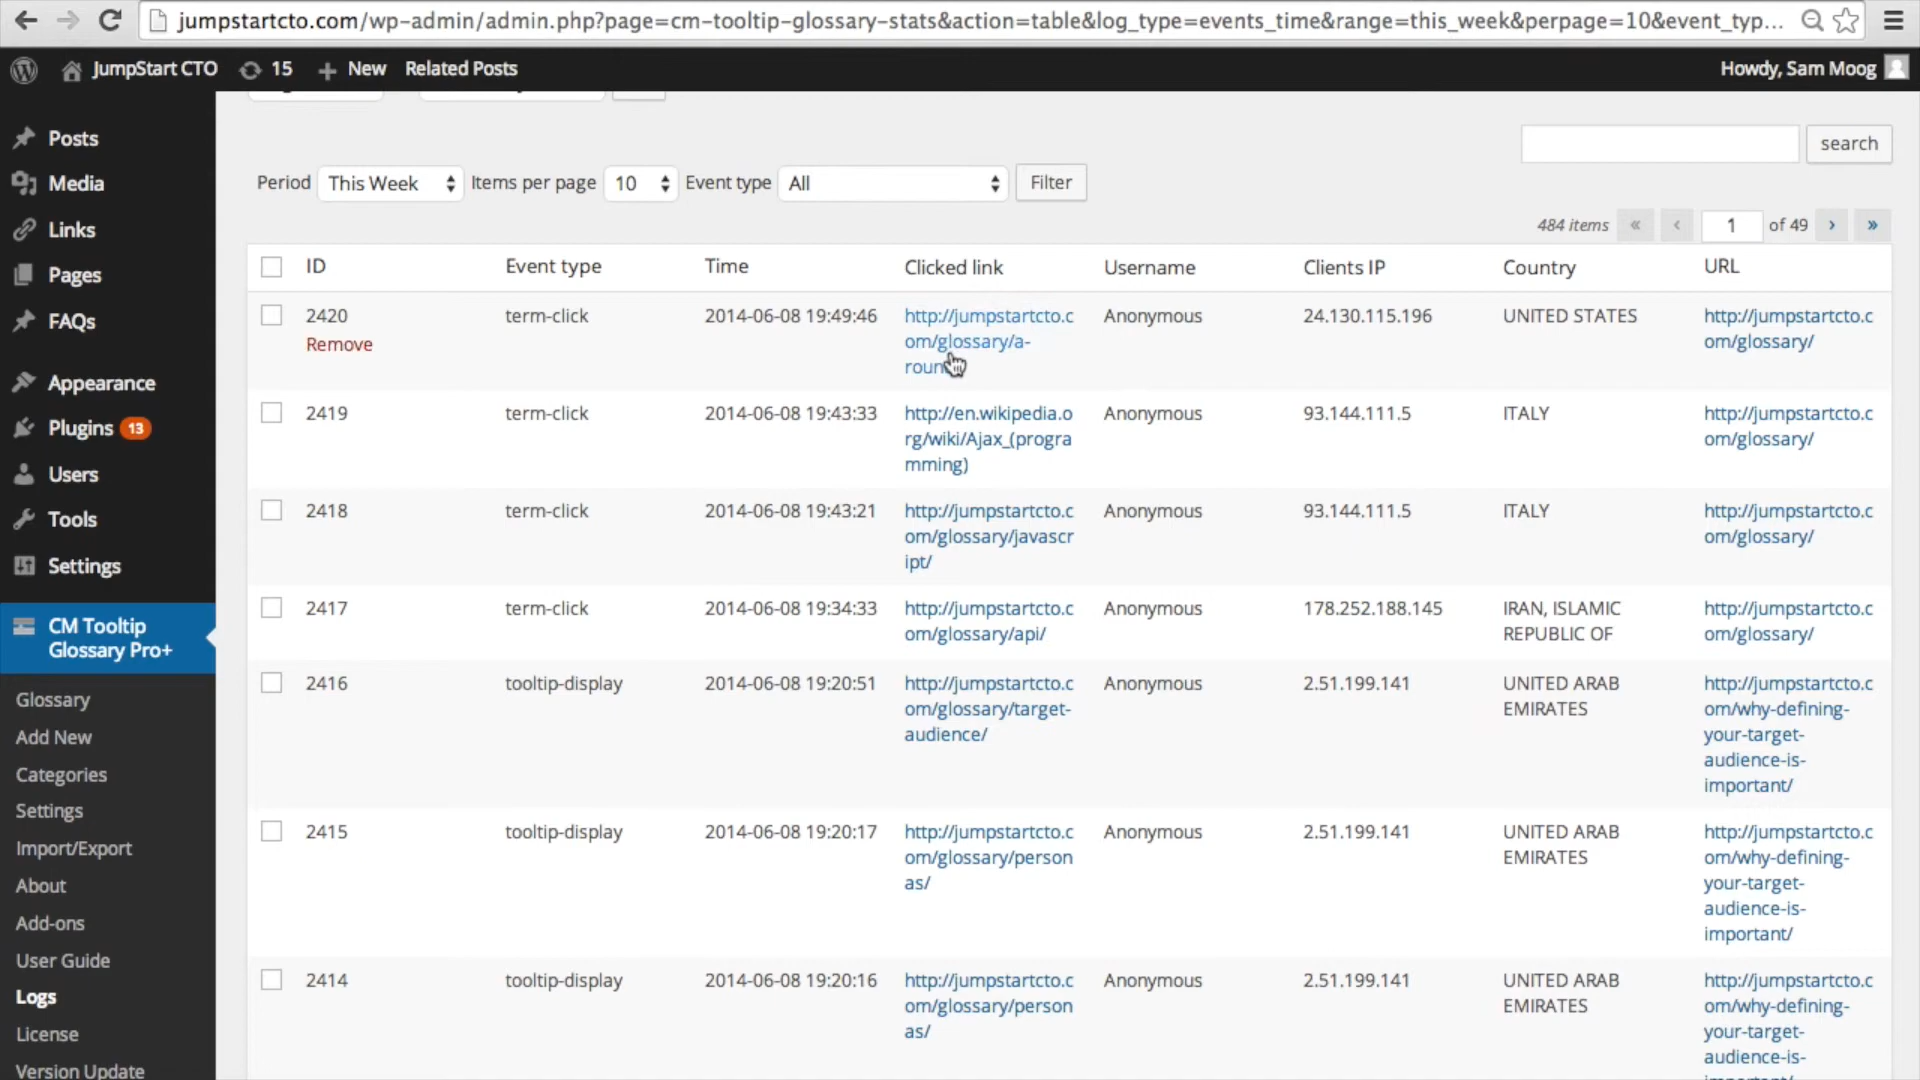 jumpstartcto.com/wp-admin/admin.php?page=cm-tooltip-glossary-stats&action=table&log_type=events_time&range=this_week&perpage=10&event_typ...
JumpStart CTO 15 + New Related Posts Howdy, Sam Moog
Posts
Media
Links
Pages
FAQs
Appearance
Plugins 13
Users
Tools
Settings
CM Tooltip
Glossary Pro+
Glossary
Add New
Categories
Settings
Import/Export
About
Add-ons
User Guide
Logs
License
Version Update
search
Period This Week Items per page 10 Event type All Filter
484 items « ‹ 1 of 49 › »
ID Event type Time Clicked link Username Clients IP Country URL
2420 term-click 2014-06-08 19:49:46 http://jumpstartcto.c Anonymous 24.130.115.196 UNITED STATES http://jumpstartcto.c
Remove om/glossary/a- om/glossary/
2419 term-click 2014-06-08 19:43:33 http://en.wikipedia.o Anonymous 93.144.111.5 ITALY http://jumpstartcto.c
rg/wiki/Ajax_(progra om/glossary/
mming)
2418 term-click 2014-06-08 19:43:21 http://jumpstartcto.c Anonymous 93.144.111.5 ITALY http://jumpstartcto.c
om/glossary/javascr om/glossary/
ipt/
2417 term-click 2014-06-08 19:34:33 http://jumpstartcto.c Anonymous 178.252.188.145 IRAN, ISLAMIC http://jumpstartcto.c
om/glossary/api/ REPUBLIC OF om/glossary/
2416 tooltip-display 2014-06-08 19:20:51 http://jumpstartcto.c Anonymous 2.51.199.141 UNITED ARAB http://jumpstartcto.c
om/glossary/target- EMIRATES om/why-defining-
audience/ your-target-
audience-is-
important/
2415 tooltip-display 2014-06-08 19:20:17 http://jumpstartcto.c Anonymous 2.51.199.141 UNITED ARAB http://jumpstartcto.c
om/glossary/person EMIRATES om/why-defining-
as/ your-target-
audience-is-
important/
2414 tooltip-display 2014-06-08 19:20:16 http://jumpstartcto.c Anonymous 2.51.199.141 UNITED ARAB http://jumpstartcto.c
om/glossary/person EMIRATES om/why-defining-
as/ your-target-
audience-is-